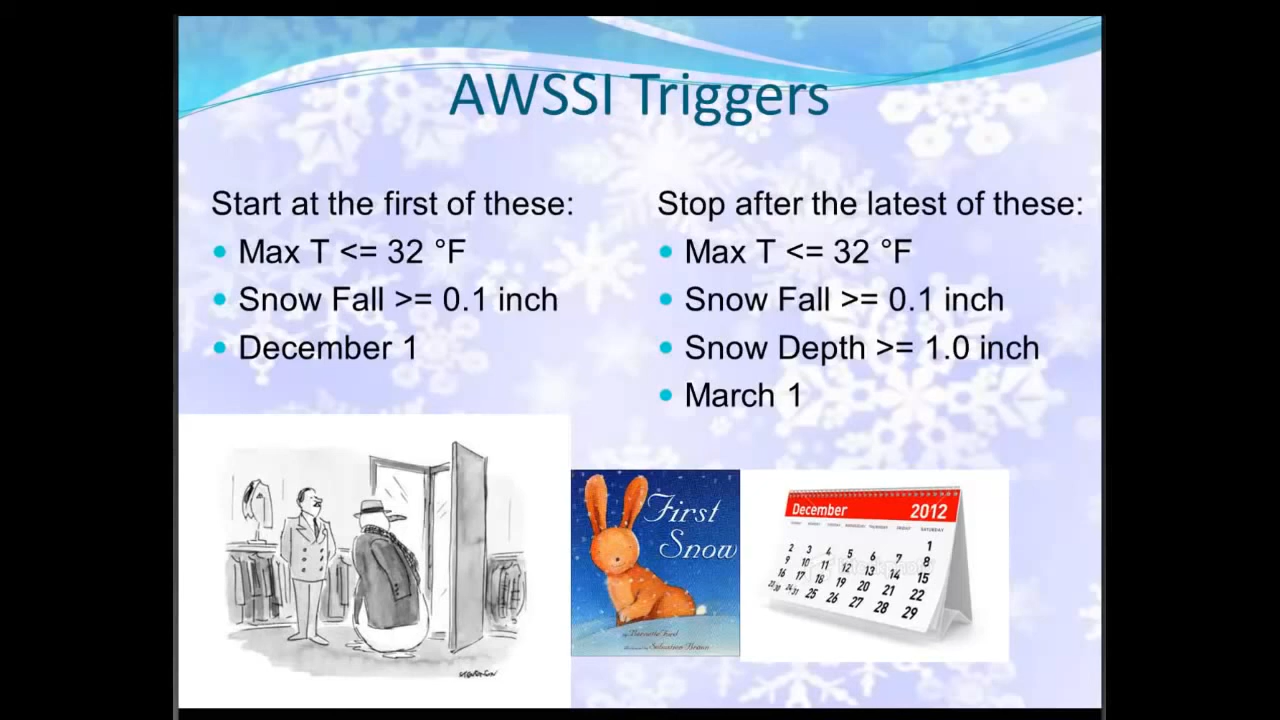 AWSSI Triggers
Start at the first of these:
Max T <= 32 °F
Snow Fall >= 0.1 inch
December 1
Stop after the latest of these:
Max T <= 32 °F
Snow Fall >= 0.1 inch
Snow Depth >= 1.0 inch
March 1
First
Snow
December 2012
SATURDAY
1
2 3 4 5 6 7 8
9 10 11 12 13 14 15
16 17 18 19 20 21 22
23 24 25 26 27 28 29
30 31